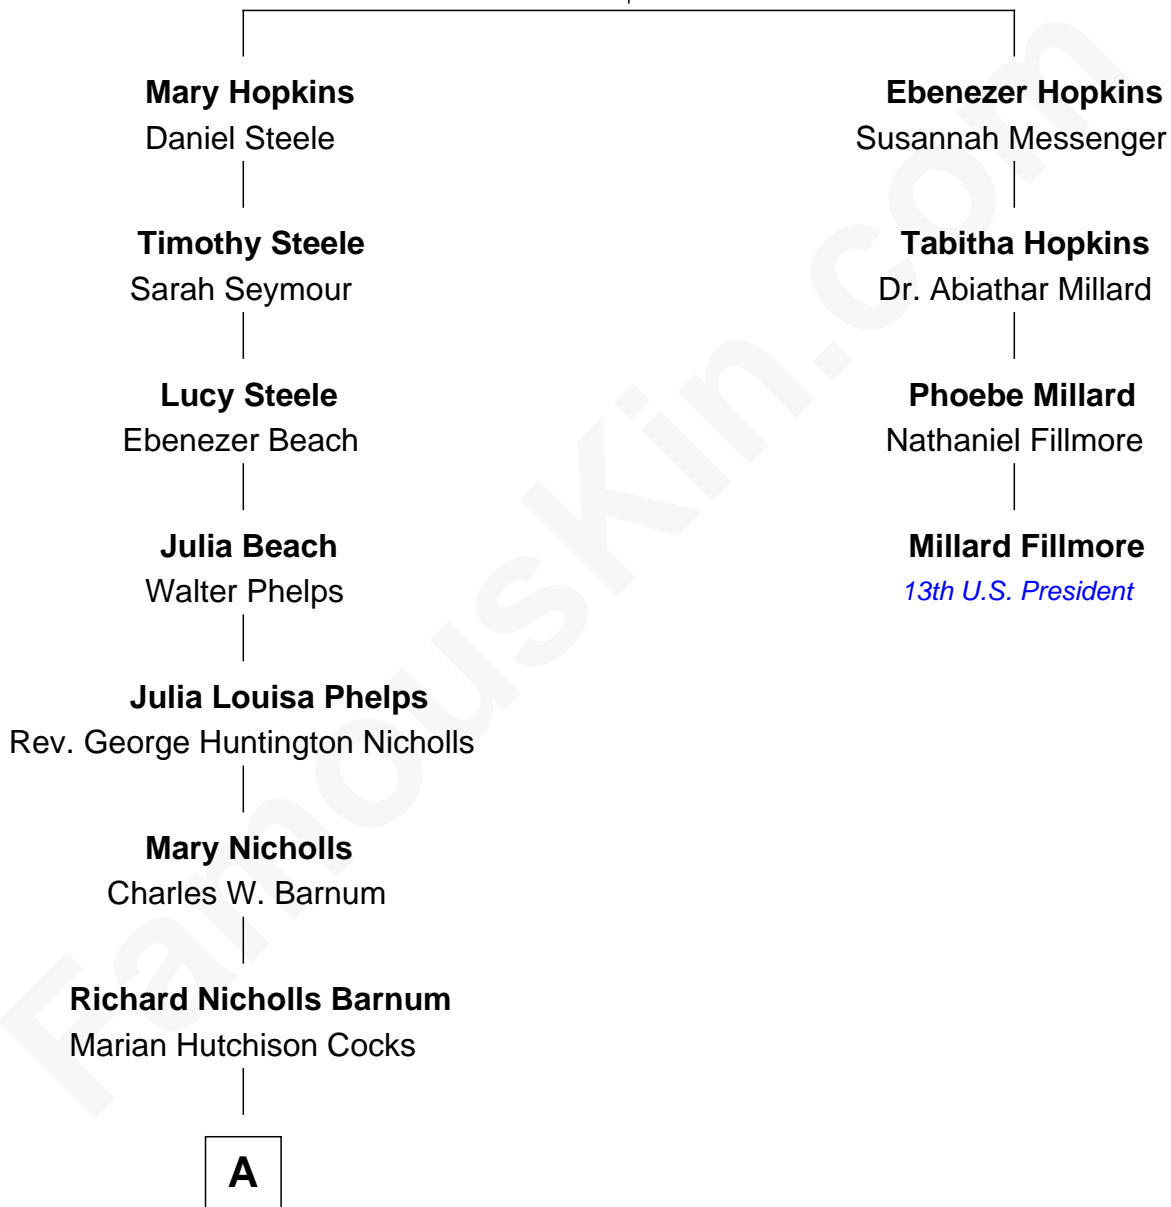 Mary Hopkins
Daniel Steele
Timothy Steele
Sarah Seymour
Lucy Steele
Ebenezer Beach
Julia Beach
Walter Phelps
Julia Louisa Phelps
Rev. George Huntington Nicholls
Mary Nicholls
Charles W. Barnum
Richard Nicholls Barnum
Marian Hutchison Cocks
A
Ebenezer Hopkins
Susannah Messenger
Tabitha Hopkins
Dr. Abiathar Millard
Phoebe Millard
Nathaniel Fillmore
Millard Fillmore
13th U.S. President
FamousKin.com